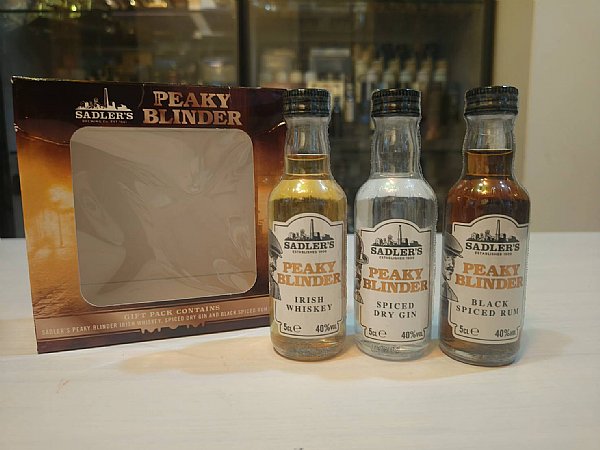 SADLER'S
PEAKY
BLINDER
GIFT PACK CONTAINS
SADLER'S PEAKY BLINDER IRISH WHISKEY, SPICED DRY GIN AND BLACK SPICED RUM
SADLER'S
ESTABLISHED 1900
PEAKY
BLINDER
IRISH
WHISKEY
5cl e 40%VOL
SADLER'S
ESTABLISHED 1900
PEAKY
BLINDER
SPICED
DRY GIN
5cl e 40%VOL
SADLER'S
ESTABLISHED 1900
PEAKY
BLINDER
BLACK
SPICED RUM
5cl e 40%VOL